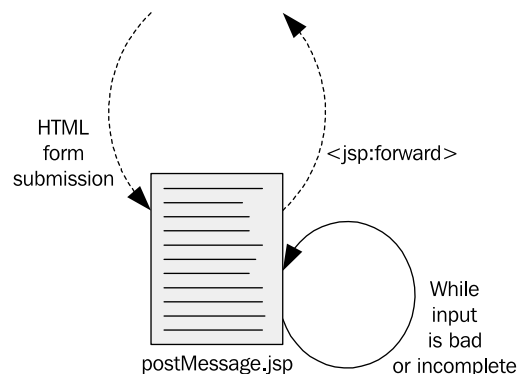 HTML
form
submission
<jsp:forward>
While
input
is bad
or incomplete
postMessage.jsp